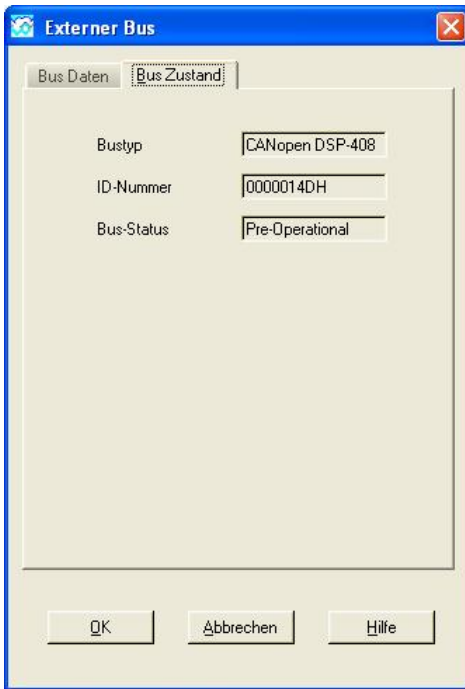 Externer Bus
Bus Daten Bus Zustand
Bustyp CANopen DSP-408
ID-Nummer 0000014DH
Bus-Status Pre-Operational
OK Abbrechen Hilfe